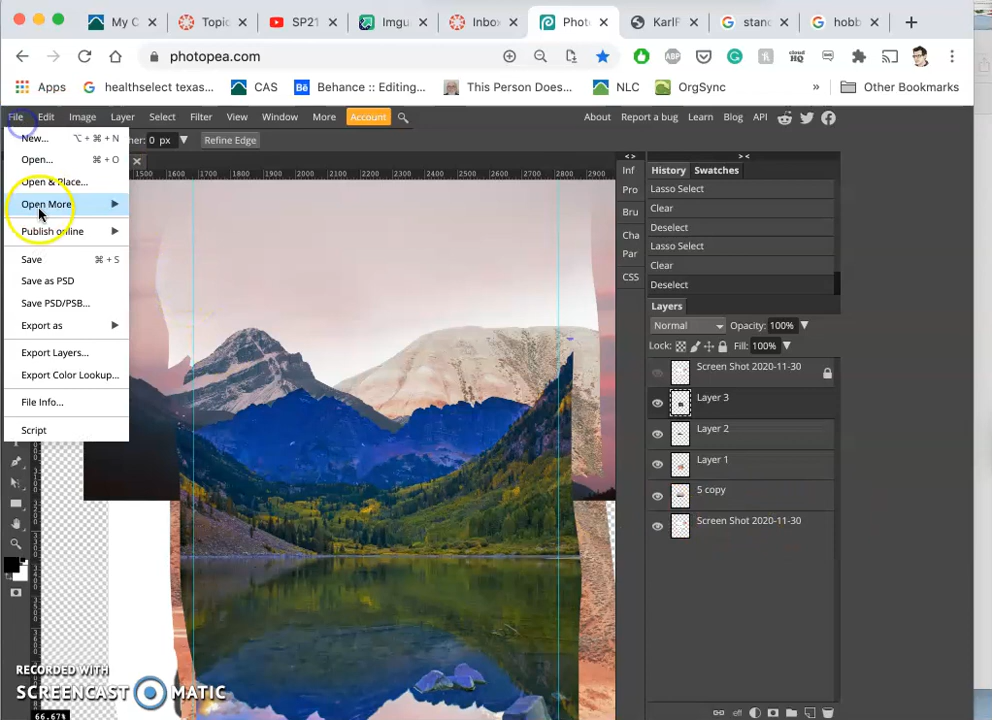 My C
Topic
SP21
Imgu
Inbo
Photo
KarlF
stanc
hobb
photopea.com
ABP
cloud HQ
Apps
healthselect texas...
CAS
Behance :: Editing...
This Person Does...
NLC
OrgSync
»
Other Bookmarks
File Edit Image Layer Select Filter View Window More Account
About Report a bug Learn Blog API
New... ⌥ + ⌘ + N
her: 0 px
Refine Edge
Open... ⌘ + O
Open & Place...
Open More
Publish online
Save ⌘ + S
Save as PSD
Save PSD/PSB...
Export as
Export Layers...
Export Color Lookup...
File Info...
Script
1500 1600 1700 1800 1900 2000 2100 2200 2300 2400 2500 2600 2700 2800 2900
<> 
> <
Inf
Pro
Bru
Cha
Par
CSS
History Swatches
Lasso Select
Clear
Deselect
Lasso Select
Clear
Deselect
Layers
Normal
Opacity: 100%
Lock:
Fill: 100%
Screen Shot 2020-11-30
Layer 3
Layer 2
Layer 1
5 copy
Screen Shot 2020-11-30
eff
RECORDED WITH
SCREENCAST MATIC
66.67%